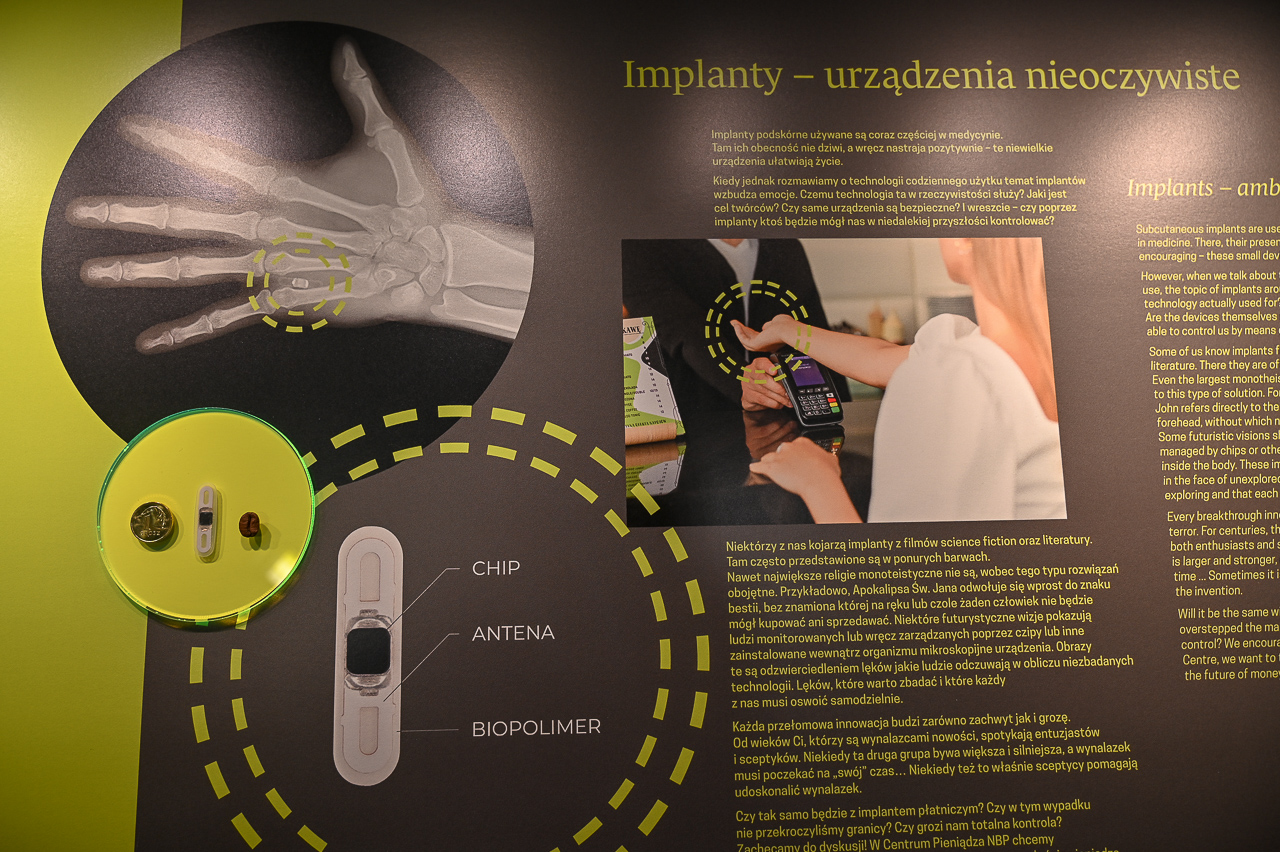 Implanty – urządzenia nieoczywiste
Implanty podskórne używane są coraz częściej w medycynie.
Tam ich obecność nie dziwi, a wręcz nastraja pozytywnie – te niewielkie
urządzenia ułatwiają życie.
Kiedy jednak rozmawiamy o technologii codziennego użytku temat implantów
wzbudza emocje. Czemu technologia ta w rzeczywistości służy? Jaki jest
cel twórców? Czy same urządzenia są bezpieczne? I wreszcie – czy poprzez
implanty ktoś będzie mógł nas w niedalekiej przyszłości kontrolować?
CHIP
ANTENA
BIOPOLIMER
Niektórzy z nas kojarzą implanty z filmów science fiction oraz literatury.
Tam często przedstawione są w ponurych barwach.
Nawet największe religie monoteistyczne nie są, wobec tego typu rozwiązań
obojętne. Przykładowo, Apokalipsa Św. Jana odwołuje się wprost do znaku
bestii, bez znamiona której na ręku lub czole żaden człowiek nie będzie
mógł kupować ani sprzedawać. Niektóre futurystyczne wizje pokazują
ludzi monitorowanych lub wręcz zarządzanych poprzez czipy lub inne
zainstalowane wewnątrz organizmu mikroskopijne urządzenia. Obrazy
te są odzwierciedleniem lęków jakie ludzie odczuwają w obliczu niezbadanych
technologii. Lęków, które warto zbadać i które każdy
z nas musi oswoić samodzielnie.
Każda przełomowa innowacja budzi zarówno zachwyt jak i grozę.
Od wieków Ci, którzy są wynalazcami nowości, spotykają entuzjastów
i sceptyków. Niekiedy ta druga grupa bywa większa i silniejsza, a wynalazek
musi poczekać na „swój” czas… Niekiedy też to właśnie sceptycy pomagają
udoskonalić wynalazek.
Czy tak samo będzie z implantem płatniczym? Czy w tym wypadku
nie przekroczyliśmy granicy? Czy grozi nam totalna kontrola?
Zachęcamy do dyskusji! W Centrum Pieniądza NBP chcemy
Implants – amb
Subcutaneous implants are use
in medicine. There, their presen
encouraging – these small dev
However, when we talk about t
use, the topic of implants arou
technology actually used for?
Are the devices themselves
able to control us by means o
Some of us know implants f
literature. There they are of
Even the largest monotheis
to this type of solution. For
John refers directly to the
forehead, without which n
Some futuristic visions sh
managed by chips or othe
inside the body. These im
in the face of unexplored
exploring and that each
Every breakthrough inno
terror. For centuries, th
both enthusiasts and s
is larger and stronger,
time ... Sometimes it i
the invention.
Will it be the same w
overstepped the ma
control? We encoura
Centre, we want to t
the future of money